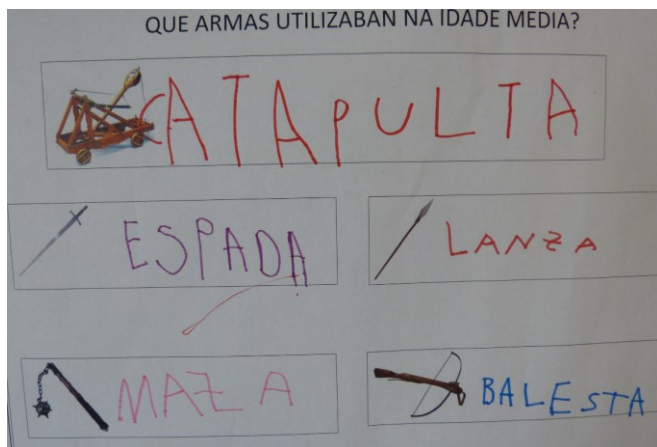 QUE ARMAS UTILIZABAN NA IDADE MEDIA?
CATAPULTA
ESPADA
LANZA
MAZA
BALESTA